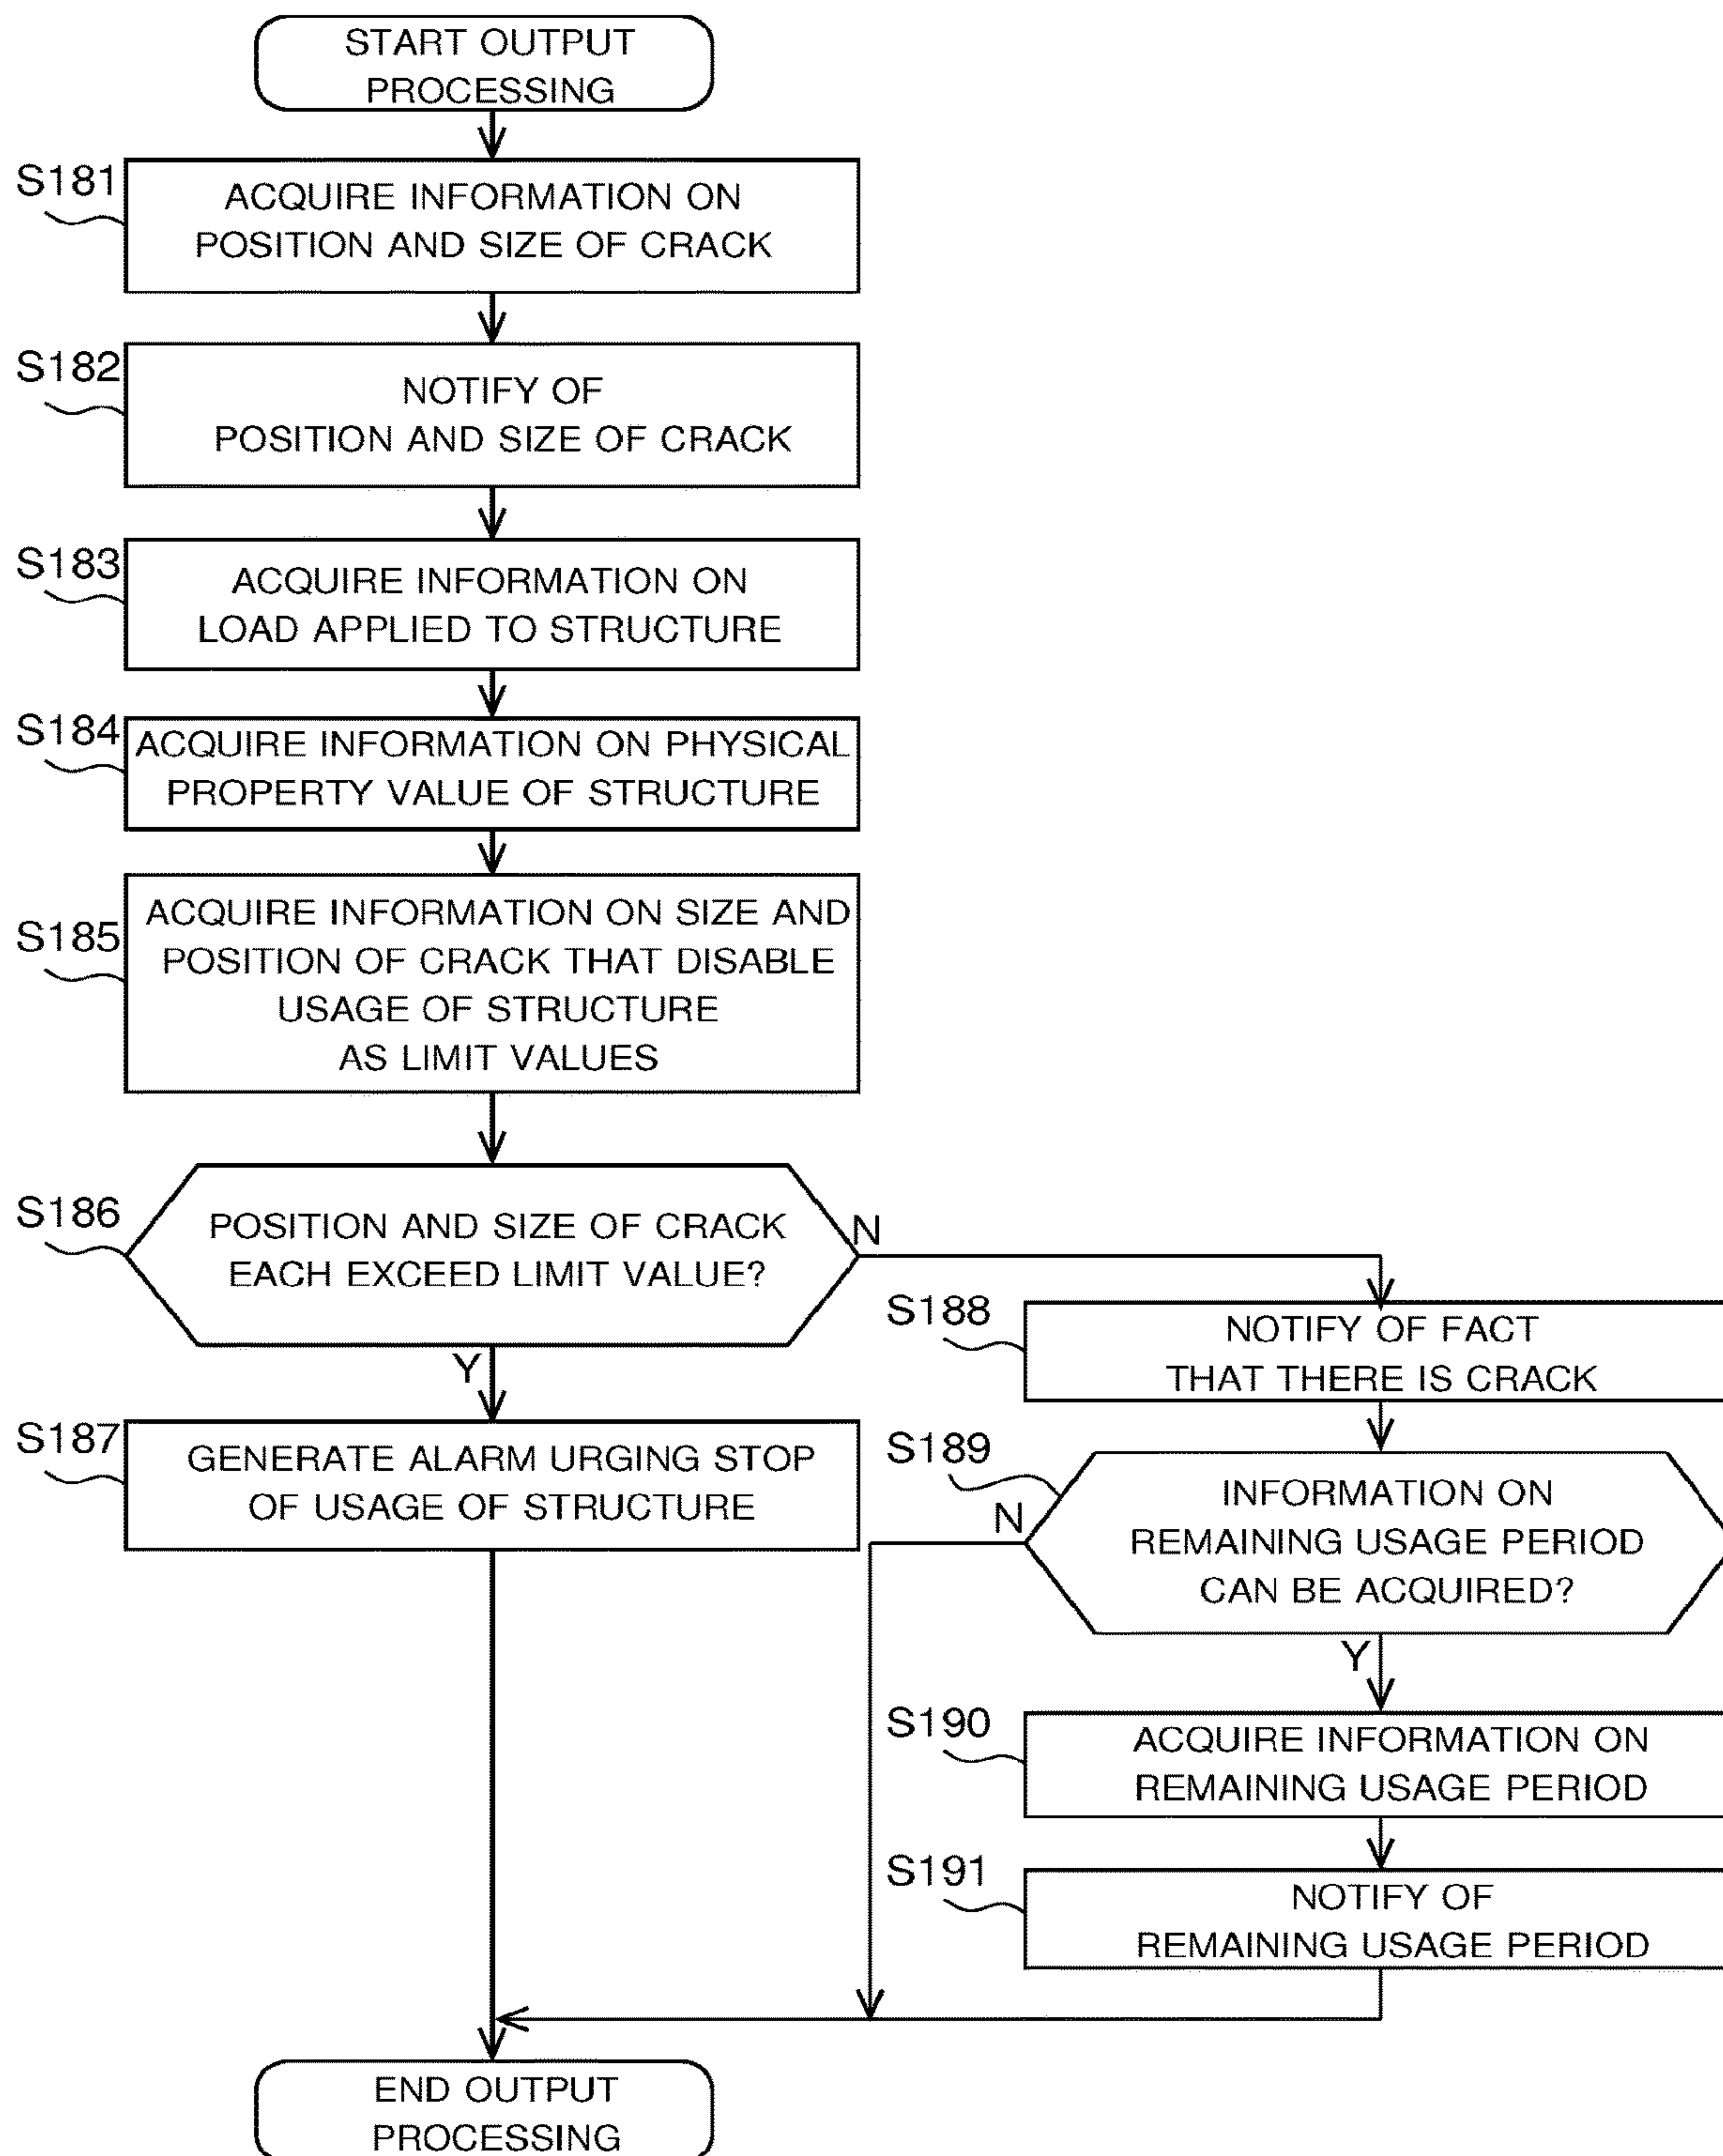 START OUTPUT
PROCESSING
S181
ACQUIRE INFORMATION ON
POSITION AND SIZE OF CRACK
S182
NOTIFY OF
POSITION AND SIZE OF CRACK
S183
ACQUIRE INFORMATION ON
LOAD APPLIED TO STRUCTURE
S184
ACQUIRE INFORMATION ON PHYSICAL
PROPERTY VALUE OF STRUCTURE
S185
ACQUIRE INFORMATION ON SIZE AND
POSITION OF CRACK THAT DISABLE
USAGE OF STRUCTURE
AS LIMIT VALUES
S186
POSITION AND SIZE OF CRACK
EACH EXCEED LIMIT VALUE?
N
Y
S187
GENERATE ALARM URGING STOP
OF USAGE OF STRUCTURE
S188
NOTIFY OF FACT
THAT THERE IS CRACK
S189
INFORMATION ON
REMAINING USAGE PERIOD
CAN BE ACQUIRED?
N
Y
S190
ACQUIRE INFORMATION ON
REMAINING USAGE PERIOD
S191
NOTIFY OF
REMAINING USAGE PERIOD
END OUTPUT
PROCESSING